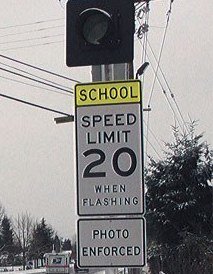 SCHOOL
SPEED
LIMIT
20
WHEN
FLASHING
PHOTO
ENFORCED